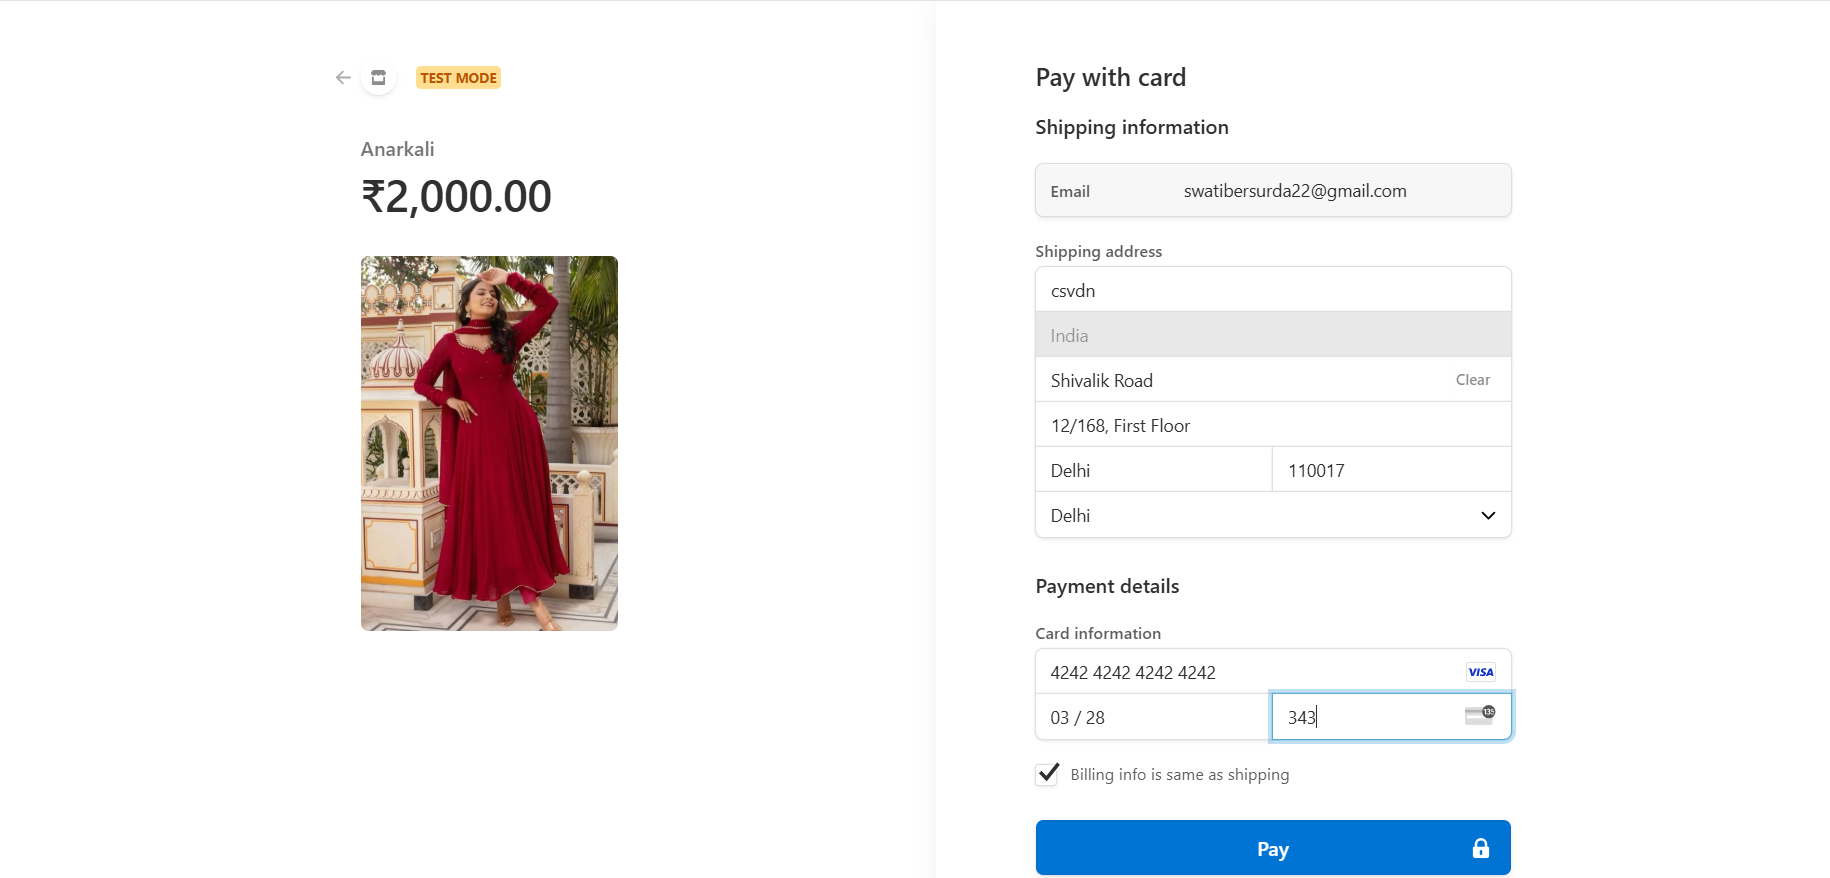 TEST MODE
Anarkali
₹2,000.00
Pay with card
Shipping information
Email swatibersurda22@gmail.com
Shipping address
csvdn
India
Shivalik Road Clear
12/168, First Floor
Delhi 110017
Delhi
Payment details
Card information
4242 4242 4242 4242 VISA
03 / 28 343 135
Billing info is same as shipping
Pay